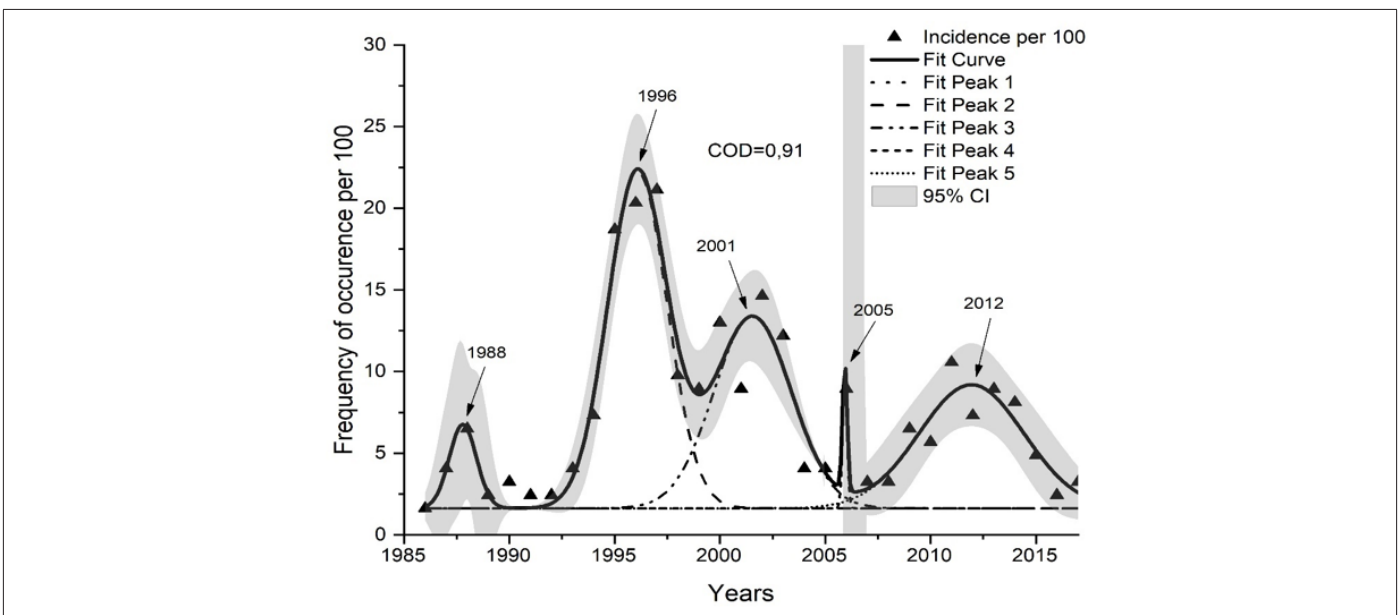 Frequency of occurence per 100
30
25
20
15
10
5
0
1985
1990
1995
2000
2005
2010
2015
Years
1988
1996
2001
2005
2012
COD=0,91
Incidence per 100
Fit Curve
Fit Peak 1
Fit Peak 2
Fit Peak 3
Fit Peak 4
Fit Peak 5
95% CI